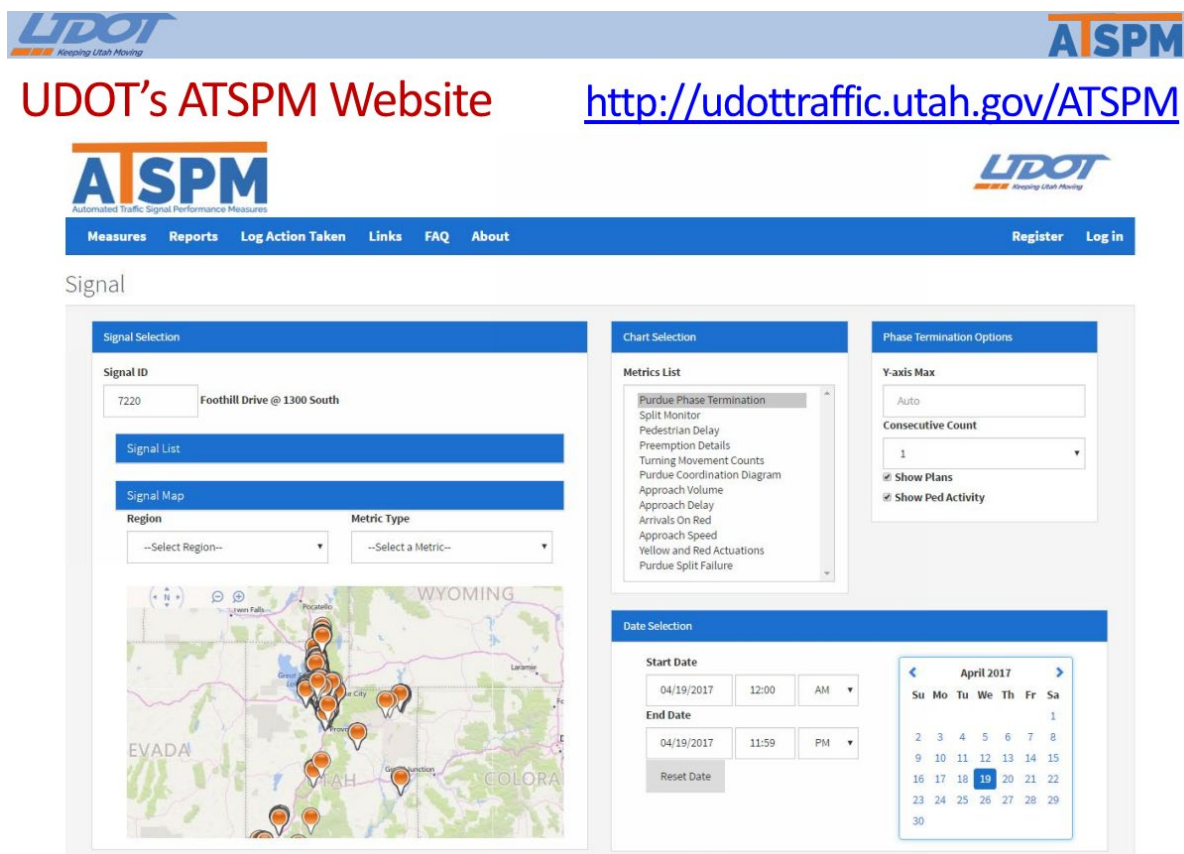 UDOT
Keeping Utah Moving
ATSPM
UDOT's ATSPM Website
http://udottraffic.utah.gov/ATSPM
ATSPM
Automated Traffic Signal Performance Measures
UDOT
Keeping Utah Moving
Measures Reports Log Action Taken Links FAQ About Register Log in
Signal
Signal Selection
Signal ID
7220 Foothill Drive @ 1300 South
Signal List
Signal Map
Region Metric Type
--Select Region-- --Select a Metric--
N
Twin Falls Pocatello WYOMING
Laramie
Great
City
Provo
EVADA
UTAH
Junction
COLORA
Chart Selection
Metrics List
Purdue Phase Termination
Split Monitor
Pedestrian Delay
Preemption Details
Turning Movement Counts
Purdue Coordination Diagram
Approach Volume
Approach Delay
Arrivals On Red
Approach Speed
Yellow and Red Actuations
Purdue Split Failure
Phase Termination Options
Y-axis Max
Auto
Consecutive Count
1
Show Plans
Show Ped Activity
Date Selection
Start Date
04/19/2017 12:00 AM
End Date
04/19/2017 11:59 PM
Reset Date
April 2017
Su Mo Tu We Th Fr Sa
1
2 3 4 5 6 7 8
9 10 11 12 13 14 15
16 17 18 19 20 21 22
23 24 25 26 27 28 29
30